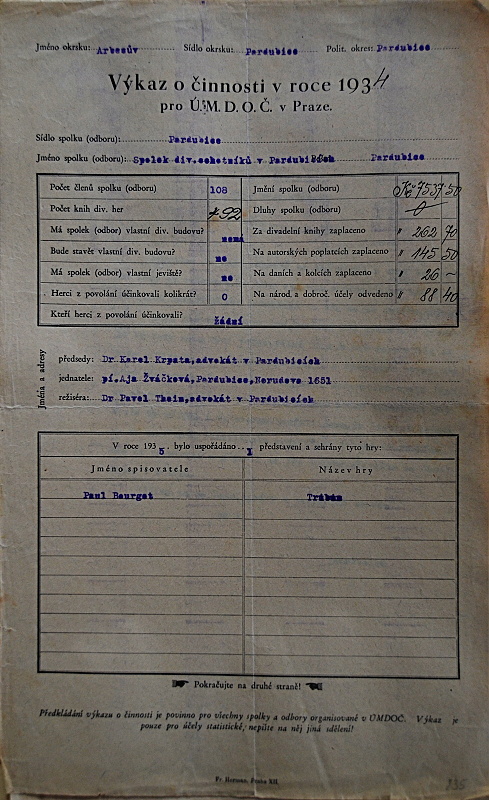 Jméno okrsku: Arbesův Sídlo okrsku: Pardubice Polit. okres: Pardubice
Výkaz o činnosti v roce 1934
pro Ú.M.D.O.Č. v Praze.
Sídlo spolku (odboru): Pardubice
Jméno spolku (odboru): Spolek div.ochotníků v Pardubicích Pardubice
Počet členů spolku (odboru) 108 Jmění spolku (odboru) Kč 7537 50
Počet knih div. her 492 Dluhy spolku (odboru) 0
Má spolek (odbor) vlastní div. budovu? nemá Za divadelní knihy zaplaceno " 262 70
Bude stavět vlastní div. budovu? ne Na autorských poplatcích zaplaceno " 145 50
Má spolek (odbor) vlastní jeviště? ne Na daních a kolcích zaplaceno " 26 —
Herci z povolání účinkovali kolikrát? 0 Na národ. a dobroč. účely odvedeno " 88 40
Kteří herci z povolání účinkovali? žádní
Jména a adresy
předsedy: Dr Karel Krpata,advokát v Pardubicích
jednatele: pí.Aja Žváčková,Pardubice,Nerudova 1651
režiséra: Dr Pavel Thein,advokát v Pardubicích
V roce 1935 bylo uspořádáno 1 představení a sehrány tyto hry:
Jméno spisovatele Název hry
Paul Bourget
Pokračujte na druhé straně!
Předkládání výkazu o činnosti je povinno pro všechny spolky a odbory organisované v ÚMDOČ. Výkaz je
pouze pro účely statistické, nepište na něj jiná sdělení!